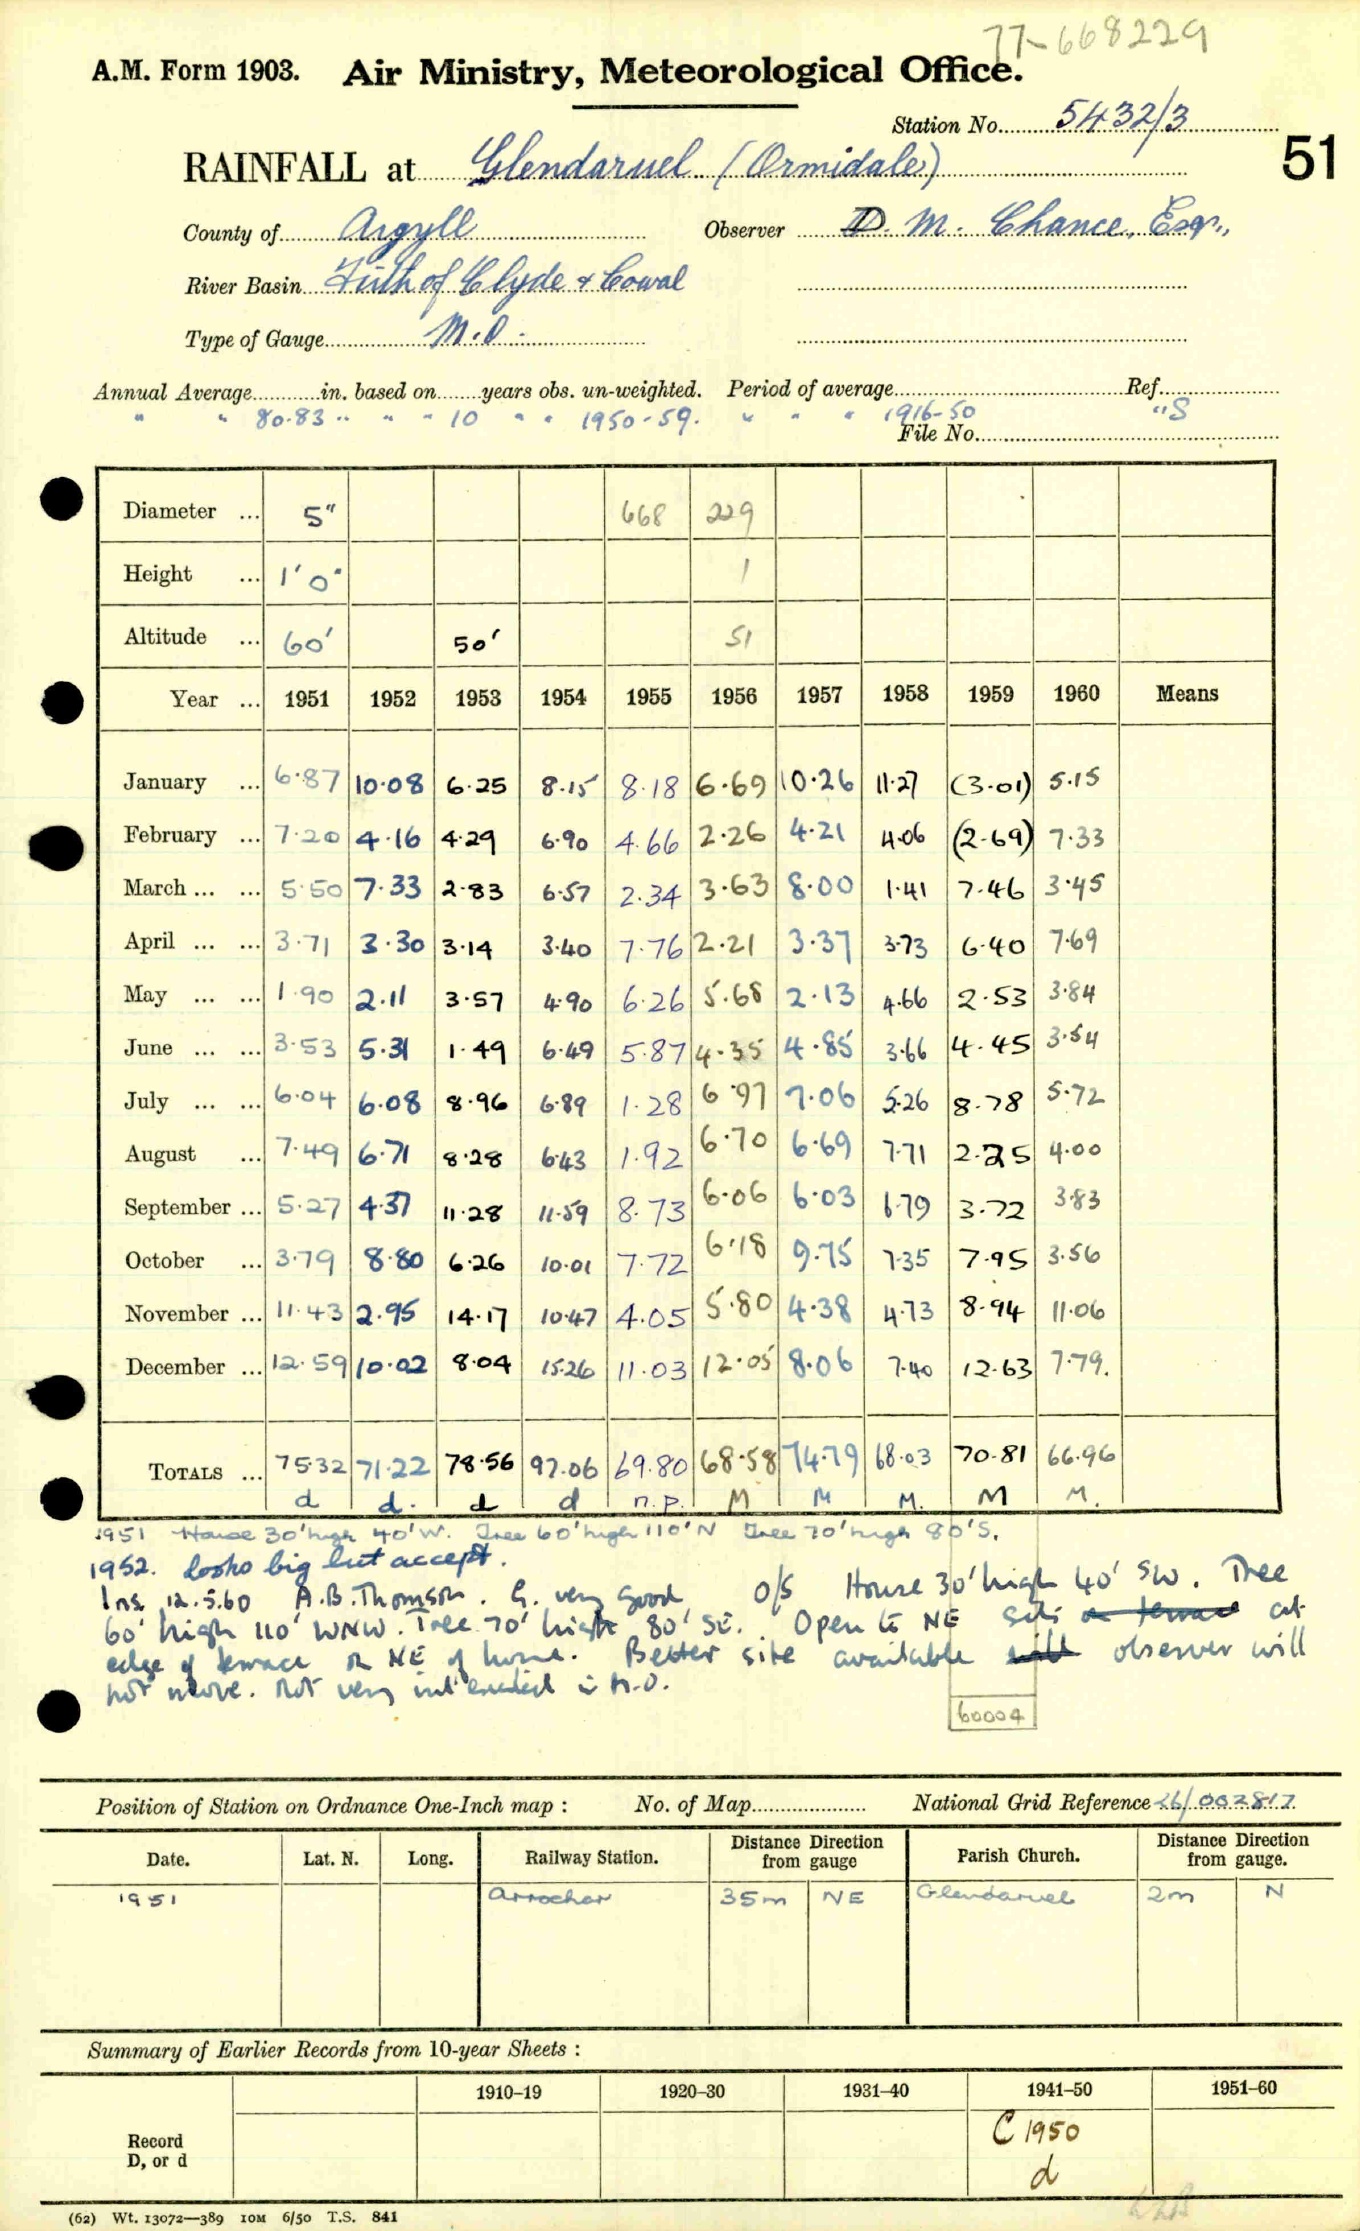 77-668229
A.M. Form 1903. Air Ministry, Meteorological Office.
Station No. 5432/3
51
RAINFALL at Glendaruel (Ormidale)
County of Argyll Observer D. M. Chance, Esq.,
River Basin Firth of Clyde & Cowal
Type of Gauge M.O.
Annual Average in. based on years obs. un-weighted. Period of average Ref.
" " 80.83 " " " 10 " " 1950-59. " " " 1916-50 " S
File No.
Diameter ... 5" 668 229
Height ... 1'0" 1
Altitude ... 60' 50' 51
Year ... 1951 1952 1953 1954 1955 1956 1957 1958 1959 1960 Means
January ... 6.87 10.08 6.25 8.15 8.18 6.69 10.26 11.27 (3.01) 5.15
February ... 7.20 4.16 4.29 6.90 4.66 2.26 4.21 4.06 (2.69) 7.33
March ... ... 5.50 7.33 2.83 6.57 2.34 3.63 8.00 1.41 7.46 3.45
April ... ... 3.71 3.30 3.14 3.40 7.76 2.21 3.37 3.73 6.40 7.69
May ... ... 1.90 2.11 3.57 4.90 6.26 5.68 2.13 4.66 2.53 3.84
June ... ... 3.53 5.31 1.49 6.49 5.87 4.35 4.85 3.66 4.45 3.54
July ... ... 6.04 6.08 8.96 6.89 1.28 6.97 7.06 5.26 8.78 5.72
August ... 7.49 6.71 8.28 6.43 1.92 6.70 6.69 7.71 2.25 4.00
September ... 5.27 4.37 11.28 11.59 8.73 6.06 6.03 6.79 3.72 3.83
October ... 3.79 8.80 6.26 10.01 7.72 6.18 9.75 7.35 7.95 3.56
November ... 11.43 2.95 14.17 10.47 4.05 5.80 4.38 4.73 8.94 11.06
December ... 12.59 10.02 8.04 15.26 11.03 12.05 8.06 7.40 12.63 7.79.
TOTALS ... 75.32 71.22 78.56 97.06 69.80 68.58 74.79 68.03 70.81 66.96
d d. d d n.p. M M M. M M.
1951 House 30' high 40' W. Tree 60' high 110' N Tree 70' high 80' S.
1952. looks big but accept.
Ins. 12.5.60 A.B. Thomson. G. very good O/S House 30' high 40' SW. Tree
60' high 110' WNW. Tree 70' high 80' SE. Open to NE Site on terrace at
edge of terrace on NE of house. Better site available will observer will
not move. Not very interested in M.O.
60004
Position of Station on Ordnance One-Inch map : No. of Map National Grid Reference 26/002817
Date. Lat. N. Long. Railway Station. Distance Direction from gauge Parish Church. Distance Direction from gauge.
1951 Arrochar 35m NE Glendaruel 2m N
Summary of Earlier Records from 10-year Sheets :
1910–19 1920–30 1931–40 1941–50 1951–60
Record D, or d
C 1950
d
(62) Wt. 13072—389 10M 6/50 T.S. 841